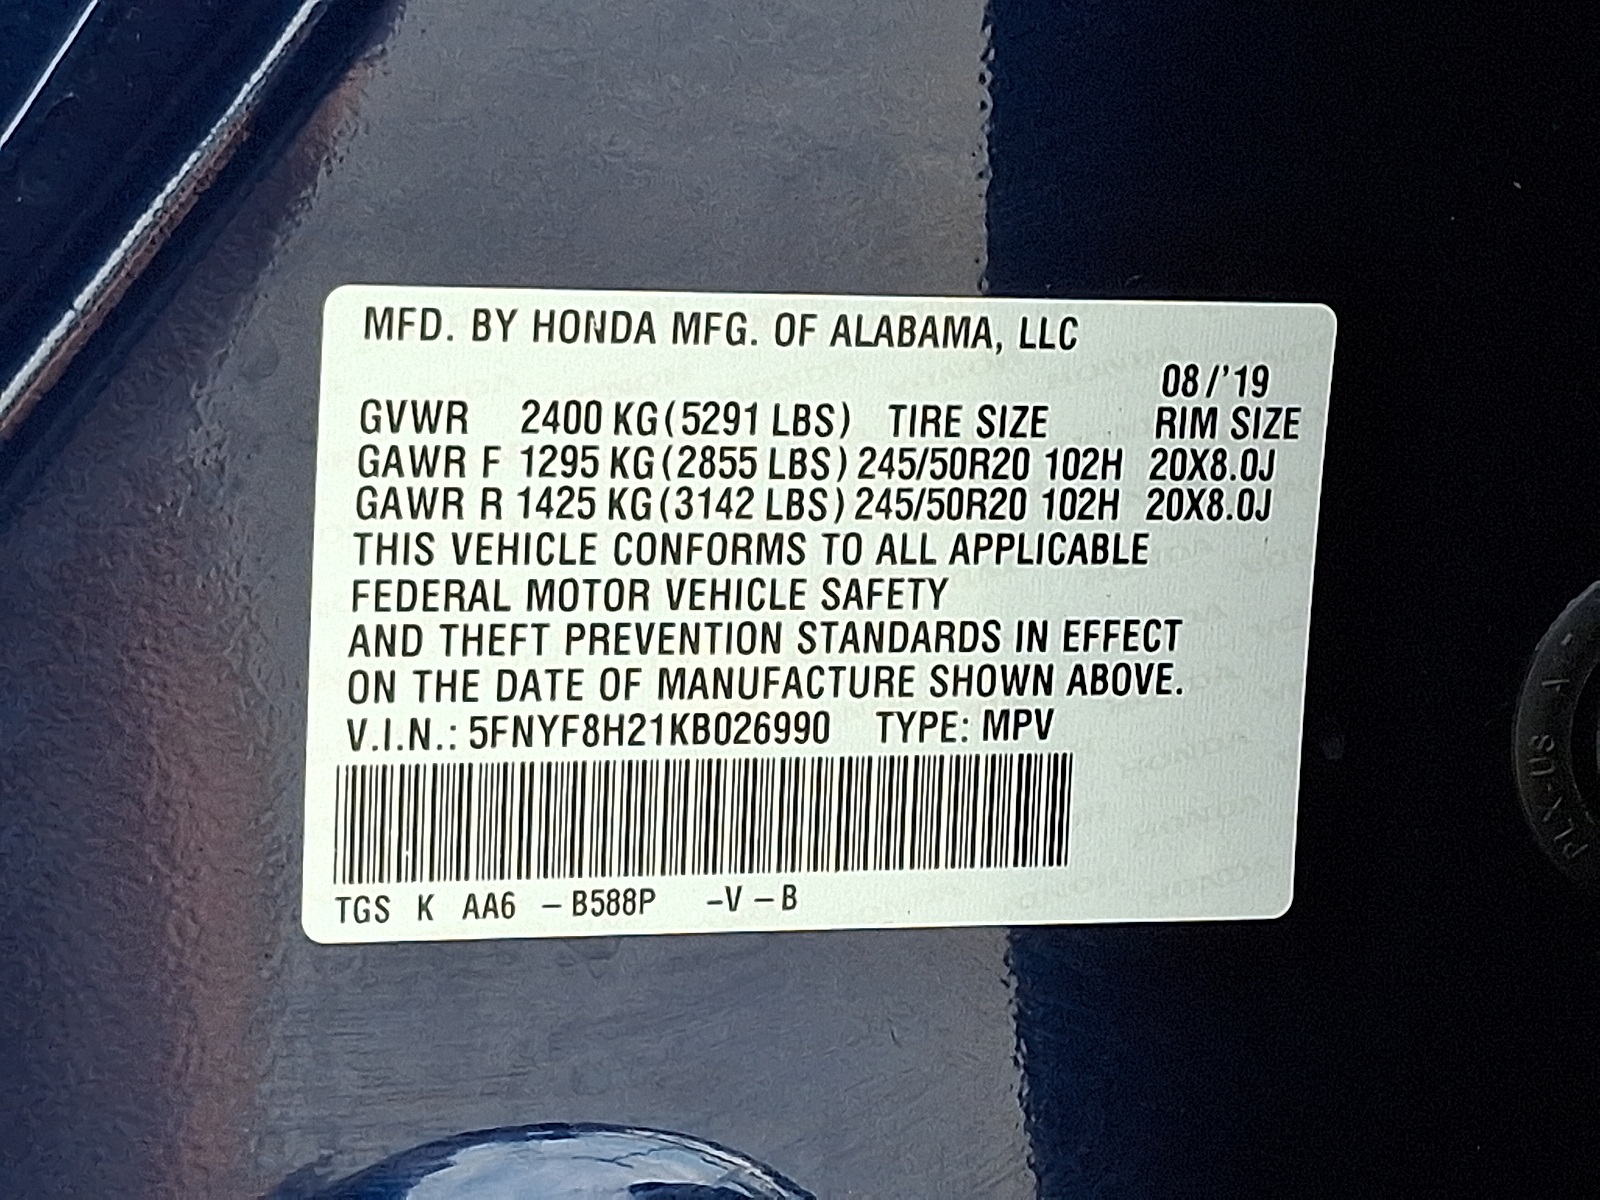 MFD. BY HONDA MFG. OF ALABAMA, LLC
08/'19
GVWR 2400 KG(5291 LBS) TIRE SIZE RIM SIZE
GAWR F 1295 KG(2855 LBS) 245/50R20 102H 20X8.0J
GAWR R 1425 KG(3142 LBS) 245/50R20 102H 20X8.0J
THIS VEHICLE CONFORMS TO ALL APPLICABLE
FEDERAL MOTOR VEHICLE SAFETY
AND THEFT PREVENTION STANDARDS IN EFFECT
ON THE DATE OF MANUFACTURE SHOWN ABOVE.
V.I.N.: 5FNYF8H21KB026990 TYPE: MPV
TGS K AA6 -B588P -V-B